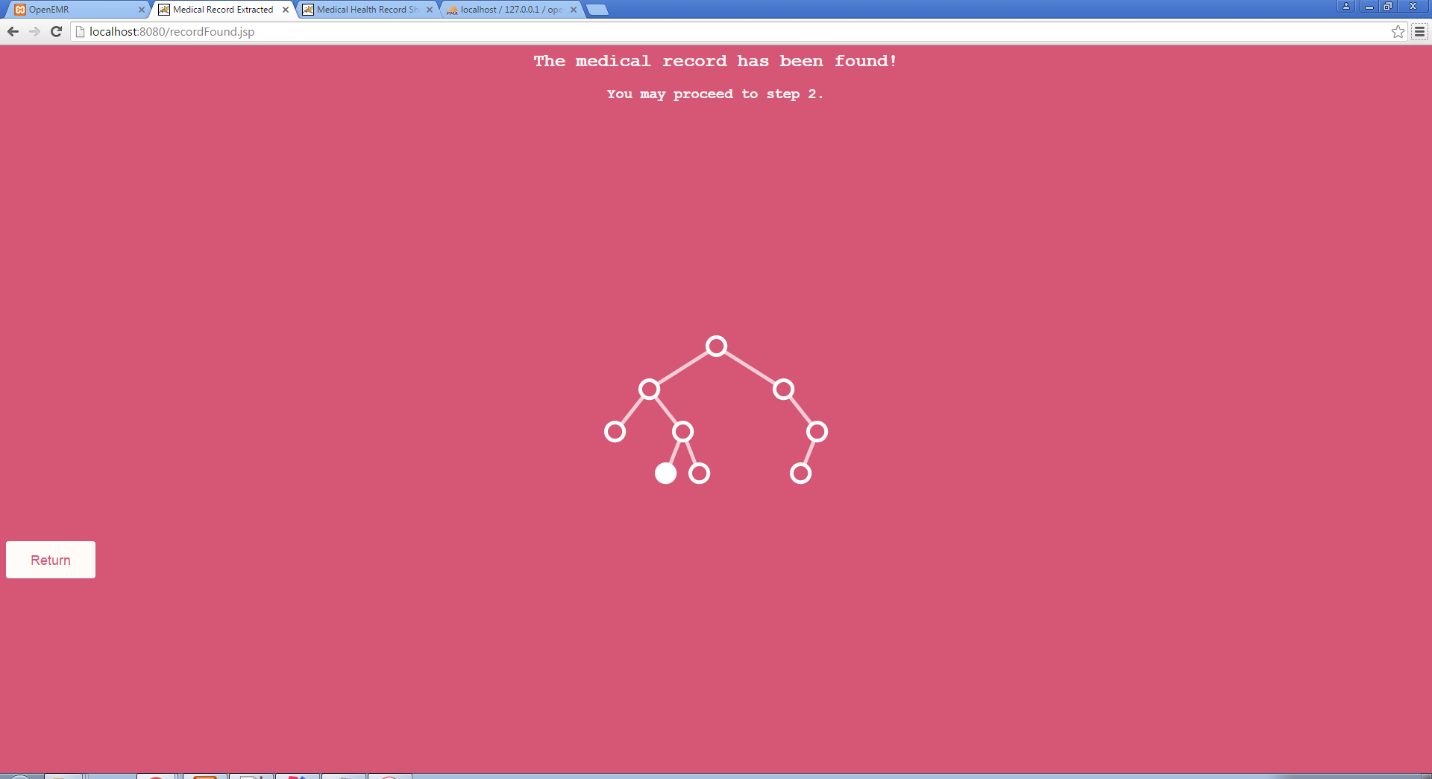 OpenEMR
Medical Record Extracted
Medical Health Record Sh
localhost / 127.0.0.1 / ope
localhost:8080/recordFound.jsp
The medical record has been found!
You may proceed to step 2.
Return